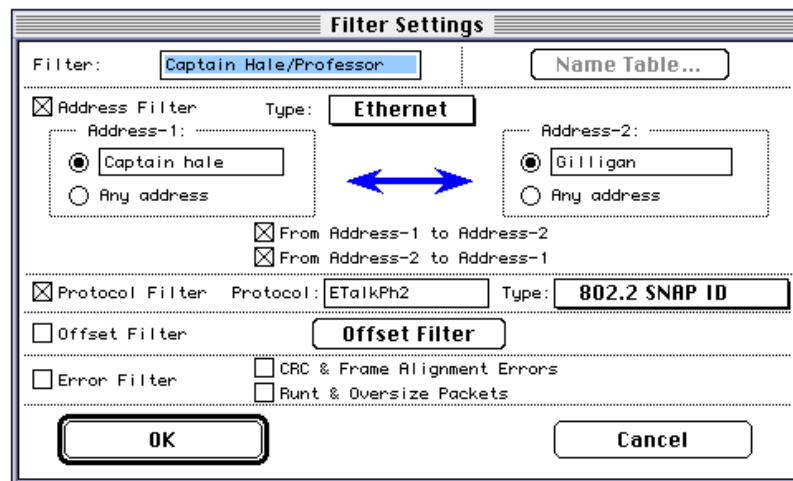 Filter Settings
Filter: Captain Hale/Professor Name Table...
Address Filter Type: Ethernet
Address-1: Address-2:
Captain hale Gilligan
Any address Any address
From Address-1 to Address-2
From Address-2 to Address-1
Protocol Filter Protocol: ETalkPh2 Type: 802.2 SNAP ID
Offset Filter Offset Filter
Error Filter CRC & Frame Alignment Errors
Runt & Oversize Packets
OK Cancel